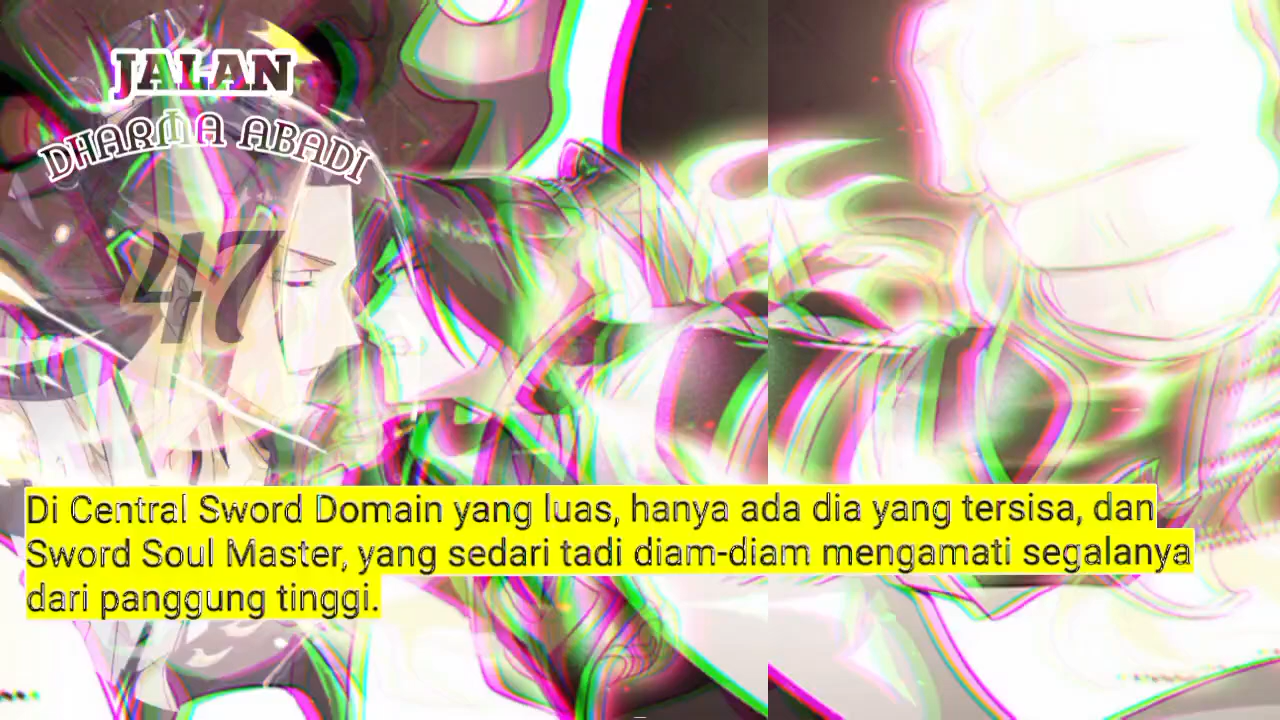 JALAN
DHARMA ABADI
47
Di Central Sword Domain yang luas, hanya ada dia yang tersisa, dan
Sword Soul Master, yang sedari tadi diam-diam mengamati segalanya
dari panggung tinggi.